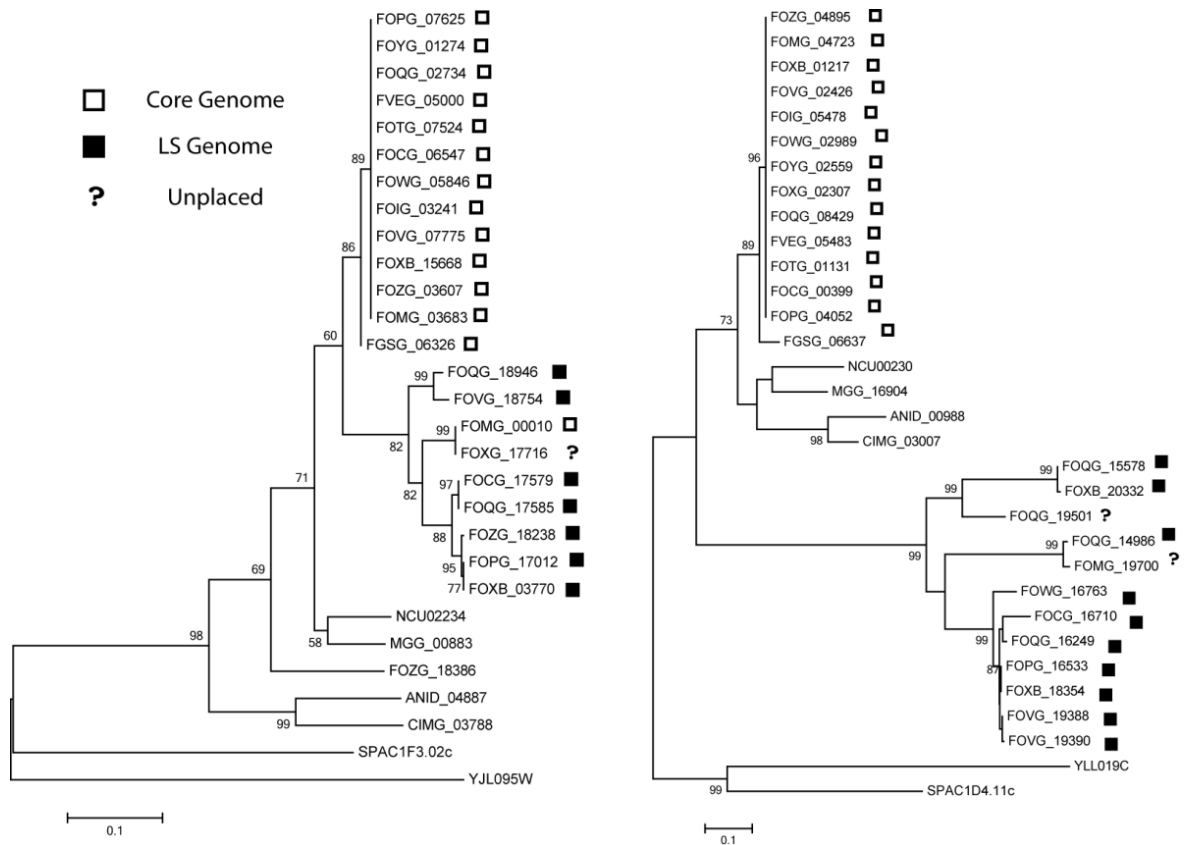 Core Genome
LS Genome
? Unplaced
FOPG_07625
FOYG_01274
FOQG_02734
FVEG_05000
FOTG_07524
FOCG_06547
FOWG_05846
FOIG_03241
FOVG_07775
FOXB_15668
FOZG_03607
FOMG_03683
FGSG_06326
FOQG_18946
FOVG_18754
FOMG_00010
FOXG_17716 ?
FOCG_17579
FOQG_17585
FOZG_18238
FOPG_17012
FOXB_03770
NCU02234
MGG_00883
FOZG_18386
ANID_04887
CIMG_03788
SPAC1F3.02c
YJL095W
89
86
60
99
82
99
82
97
88
95
77
71
69
58
98
99
0.1
FOZG_04895
FOMG_04723
FOXB_01217
FOVG_02426
FOIG_05478
FOWG_02989
FOYG_02559
FOXG_02307
FOQG_08429
FVEG_05483
FOTG_01131
FOCG_00399
FOPG_04052
FGSG_06637
NCU00230
MGG_16904
ANID_00988
CIMG_03007
FOQG_15578
FOXB_20332
FOQG_19501 ?
FOQG_14986
FOMG_19700 ?
FOWG_16763
FOCG_16710
FOQG_16249
FOPG_16533
FOXB_18354
FOVG_19388
FOVG_19390
YLL019C
SPAC1D4.11c
96
89
73
98
99
99
99
99
99
87
99
0.1